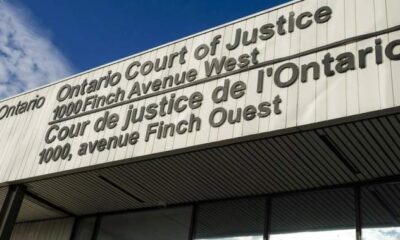 Ontario
Ontario Court of Justice
1000 Finch Avenue West
Cour de justice de l'Ontario
1000, avenue Finch Ouest